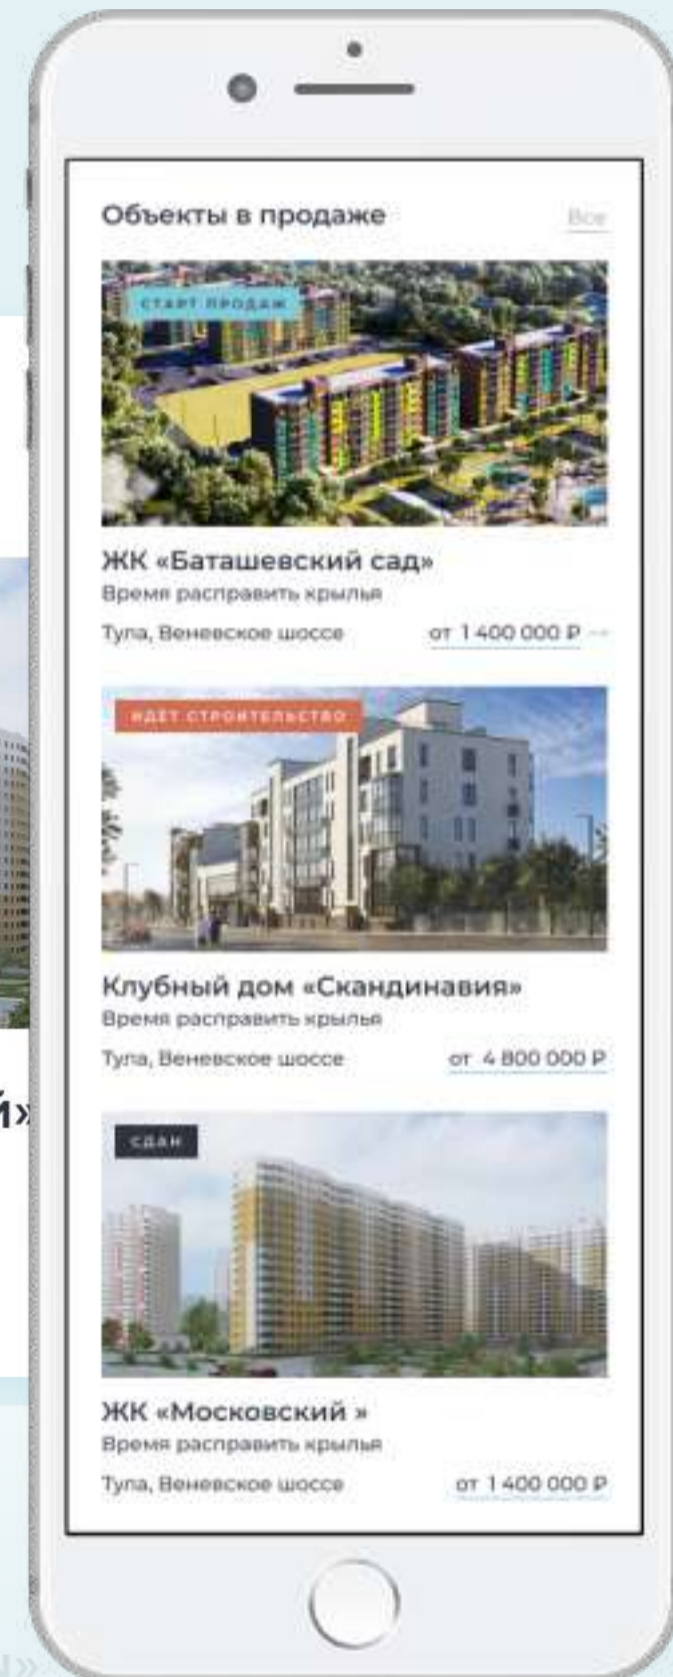 Объекты в продаже
Все
СТАРТ ПРОДАЖ
ЖК «Баташевский сад»
Время расправить крылья
Тула, Веневское шоссе
от 1 400 000 ₽
ИДЁТ СТРОИТЕЛЬСТВО
Клубный дом «Скандинавия»
Время расправить крылья
Тула, Веневское шоссе
от 4 800 000 ₽
й»
СДАН
ЖК «Московский »
Время расправить крылья
Тула, Веневское шоссе
от 1 400 000 ₽